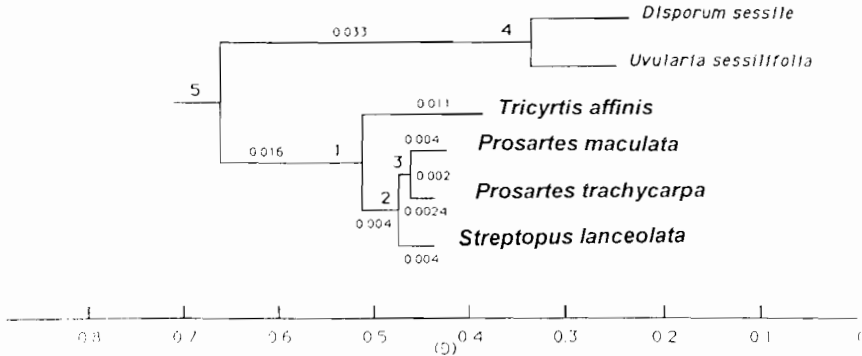 Disporum sessile
0.033
4
Uvularia sessilifolia
5
0.011
Tricyrtis affinis
0.004
Prosartes maculata
0.016
1
3
0.002
Prosartes trachycarpa
2
0.0024
0.004
Streptopus lanceolata
0.004
0.8 0.7 0.6 0.5 0.4 0.3 0.2 0.1
(D)